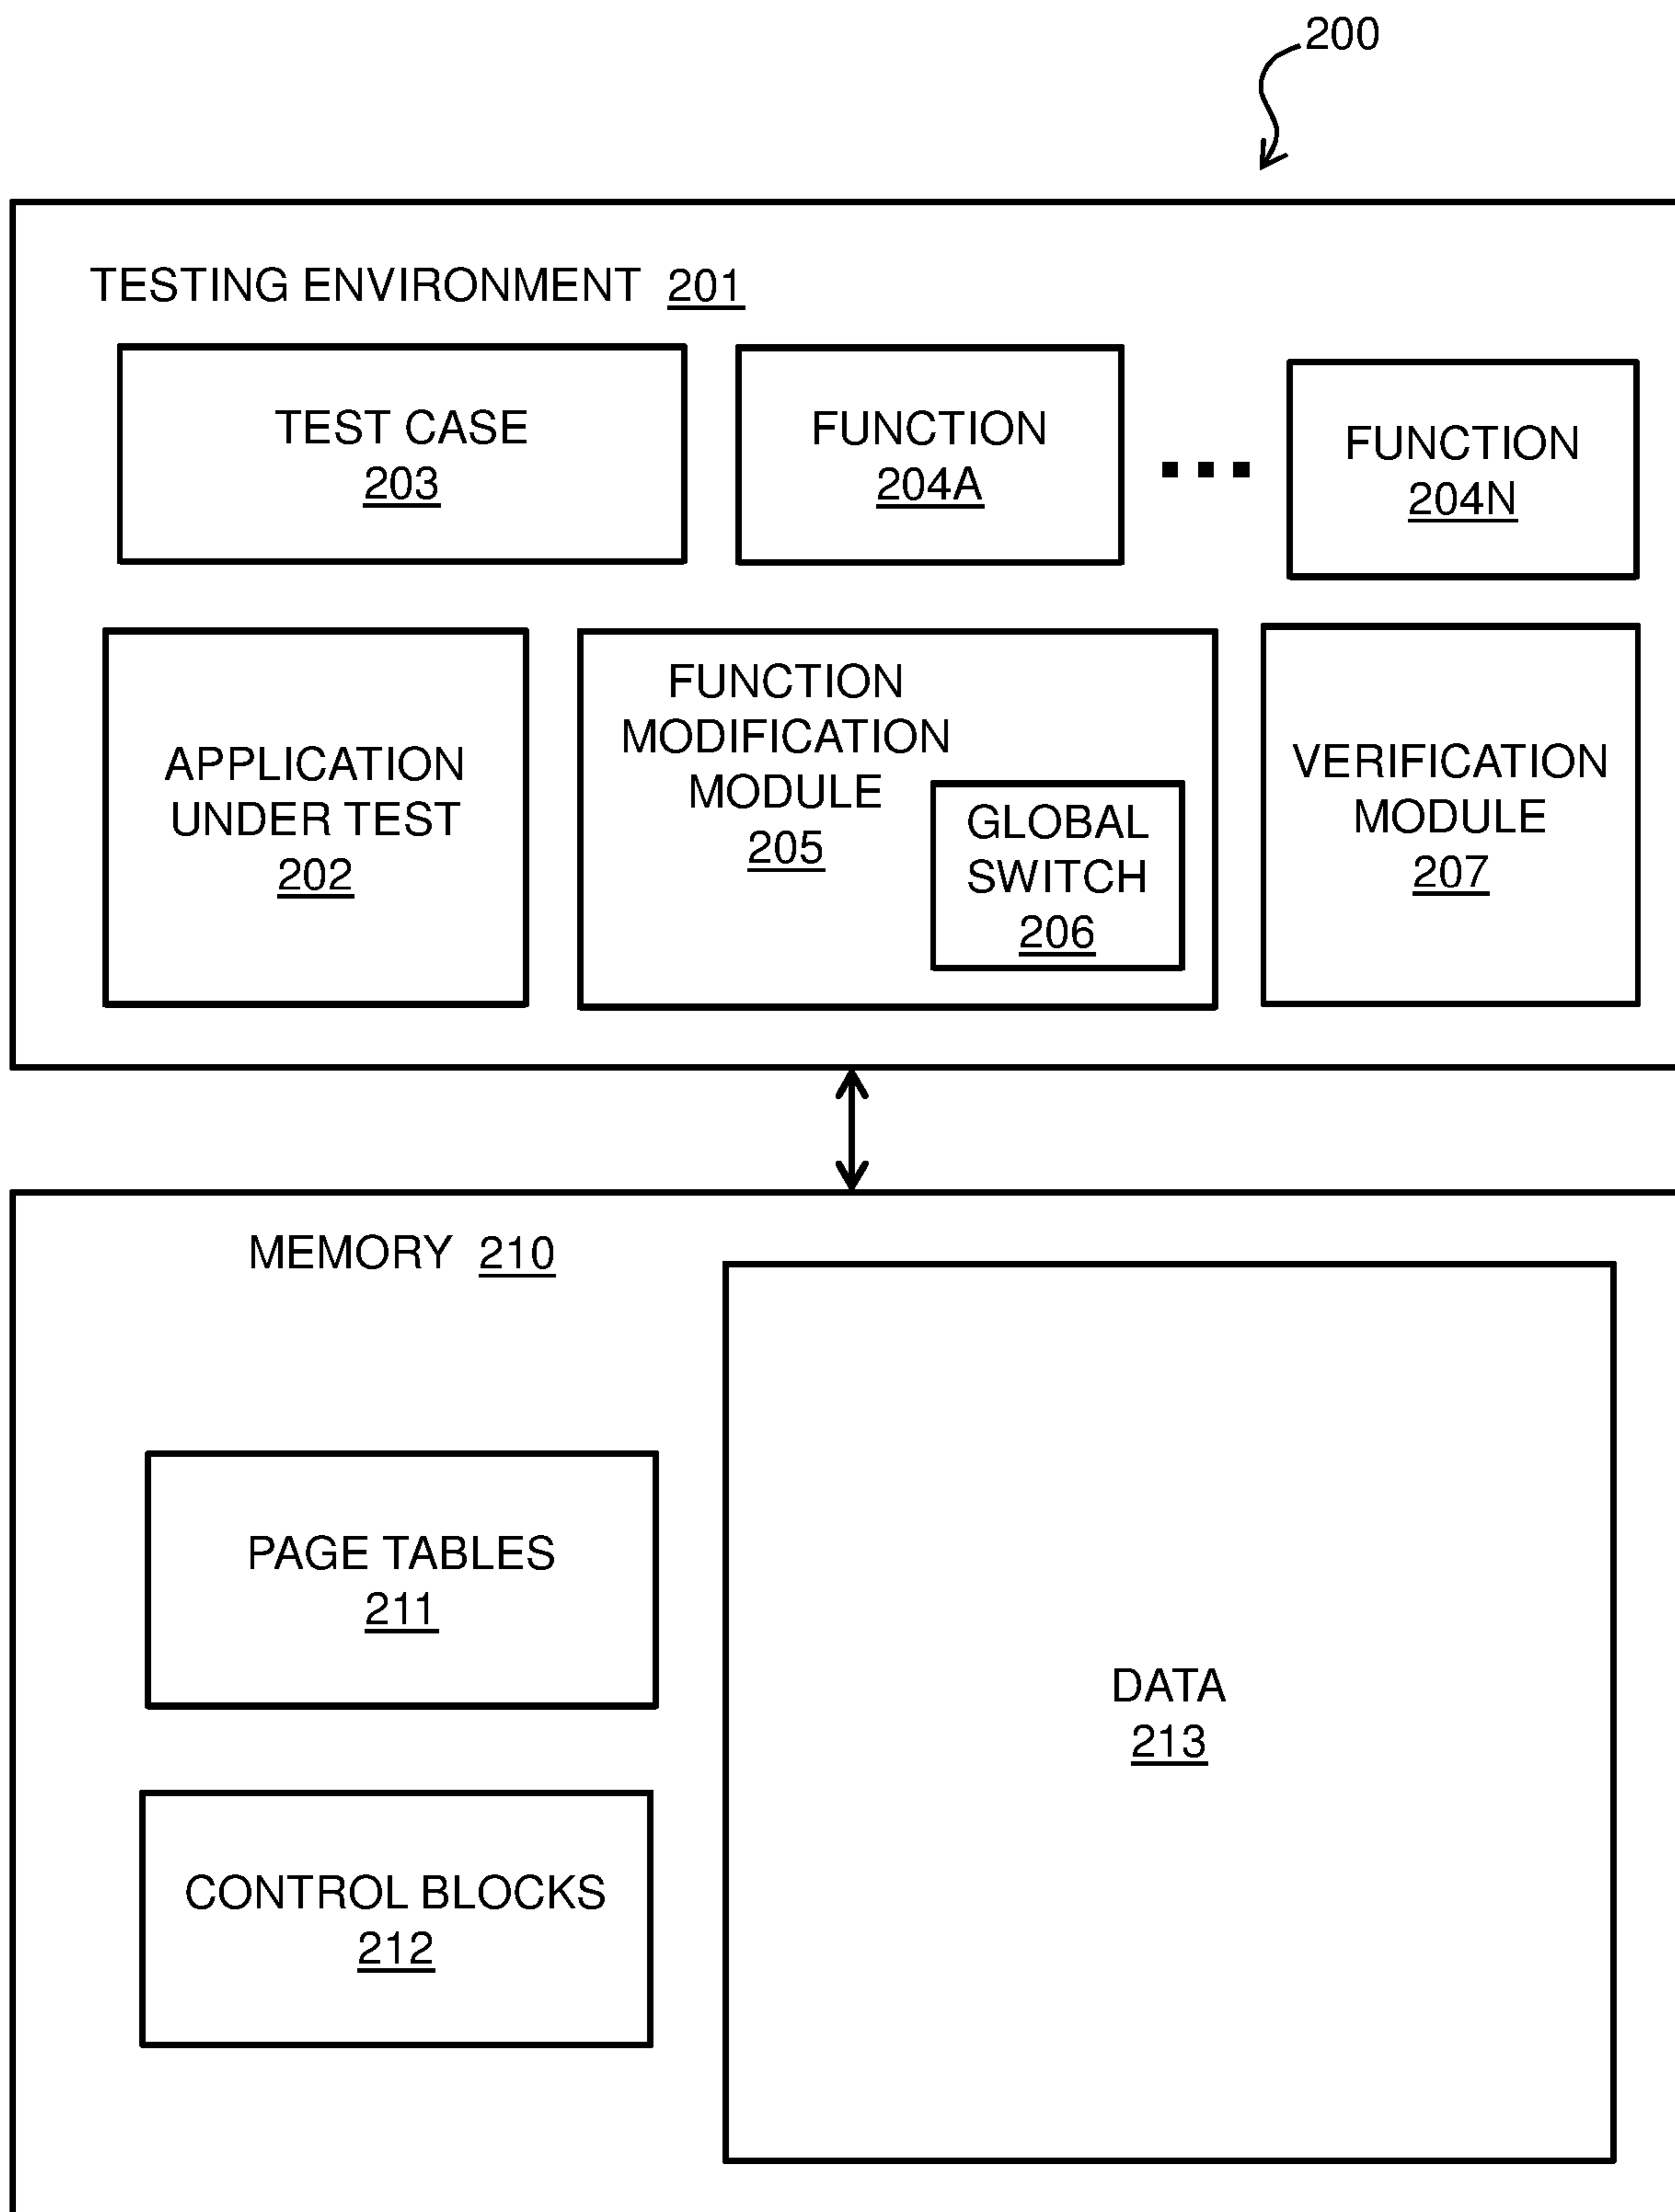 200
TESTING ENVIRONMENT 201
TEST CASE
203
FUNCTION
204A
FUNCTION
204N
APPLICATION
UNDER TEST
202
FUNCTION
MODIFICATION
MODULE
205
GLOBAL
SWITCH
206
VERIFICATION
MODULE
207
MEMORY 210
PAGE TABLES
211
CONTROL BLOCKS
212
DATA
213